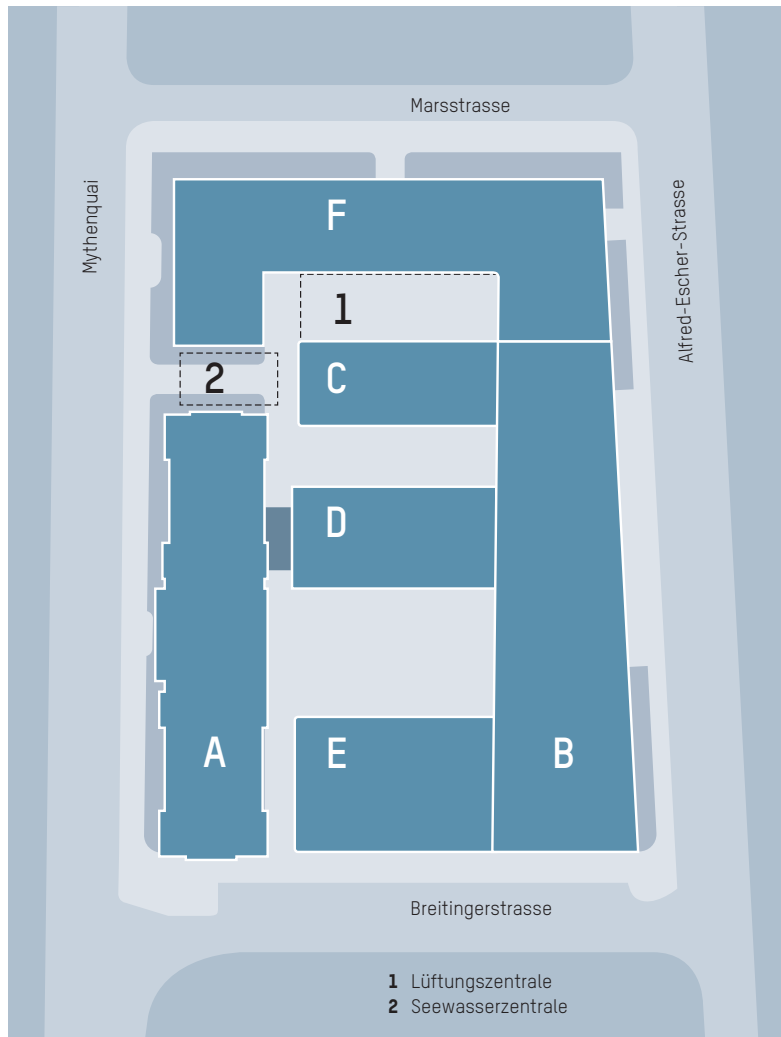 Marsstrasse
Mythenquai
Alfred-Escher-Strasse
F
1
2
C
D
A
E
B
Breitingerstrasse
1 Lüftungszentrale
2 Seewasserzentrale